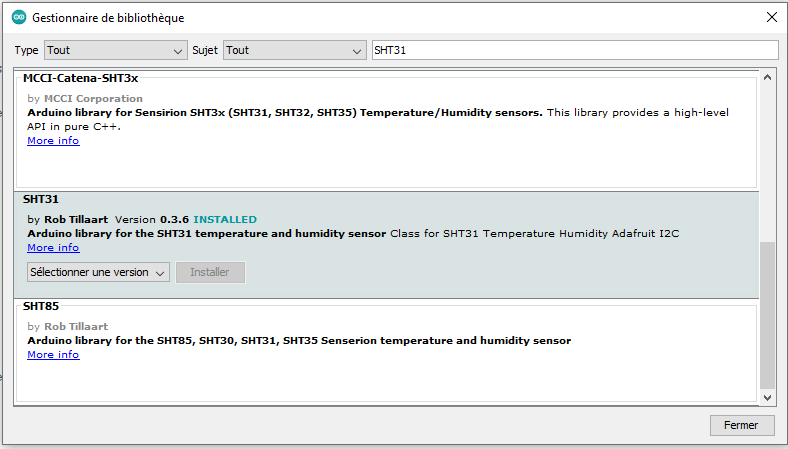 Gestionnaire de bibliothèque
Type Tout Sujet Tout SHT31
MCCI-Catena-SHT3x
by MCCI Corporation
Arduino library for Sensirion SHT3x (SHT31, SHT32, SHT35) Temperature/Humidity sensors. This library provides a high-level
API in pure C++.
More info
SHT31
by Rob Tillaart Version 0.3.6 INSTALLED
Arduino library for the SHT31 temperature and humidity sensor Class for SHT31 Temperature Humidity Adafruit I2C
More info
Sélectionner une version Installer
SHT85
by Rob Tillaart
Arduino library for the SHT85, SHT30, SHT31, SHT35 Senserion temperature and humidity sensor
More info
Fermer